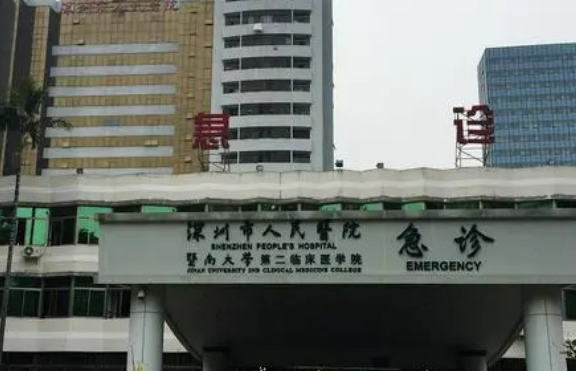 急 诊
深圳市人民醫院
SHENZHEN PEOPLE'S HOSPITAL
暨南大学第二临床医学院
JINAN UNIVERSITY 2ND CLINICAL MEDICINE COLLEGE
急诊
EMERGENCY